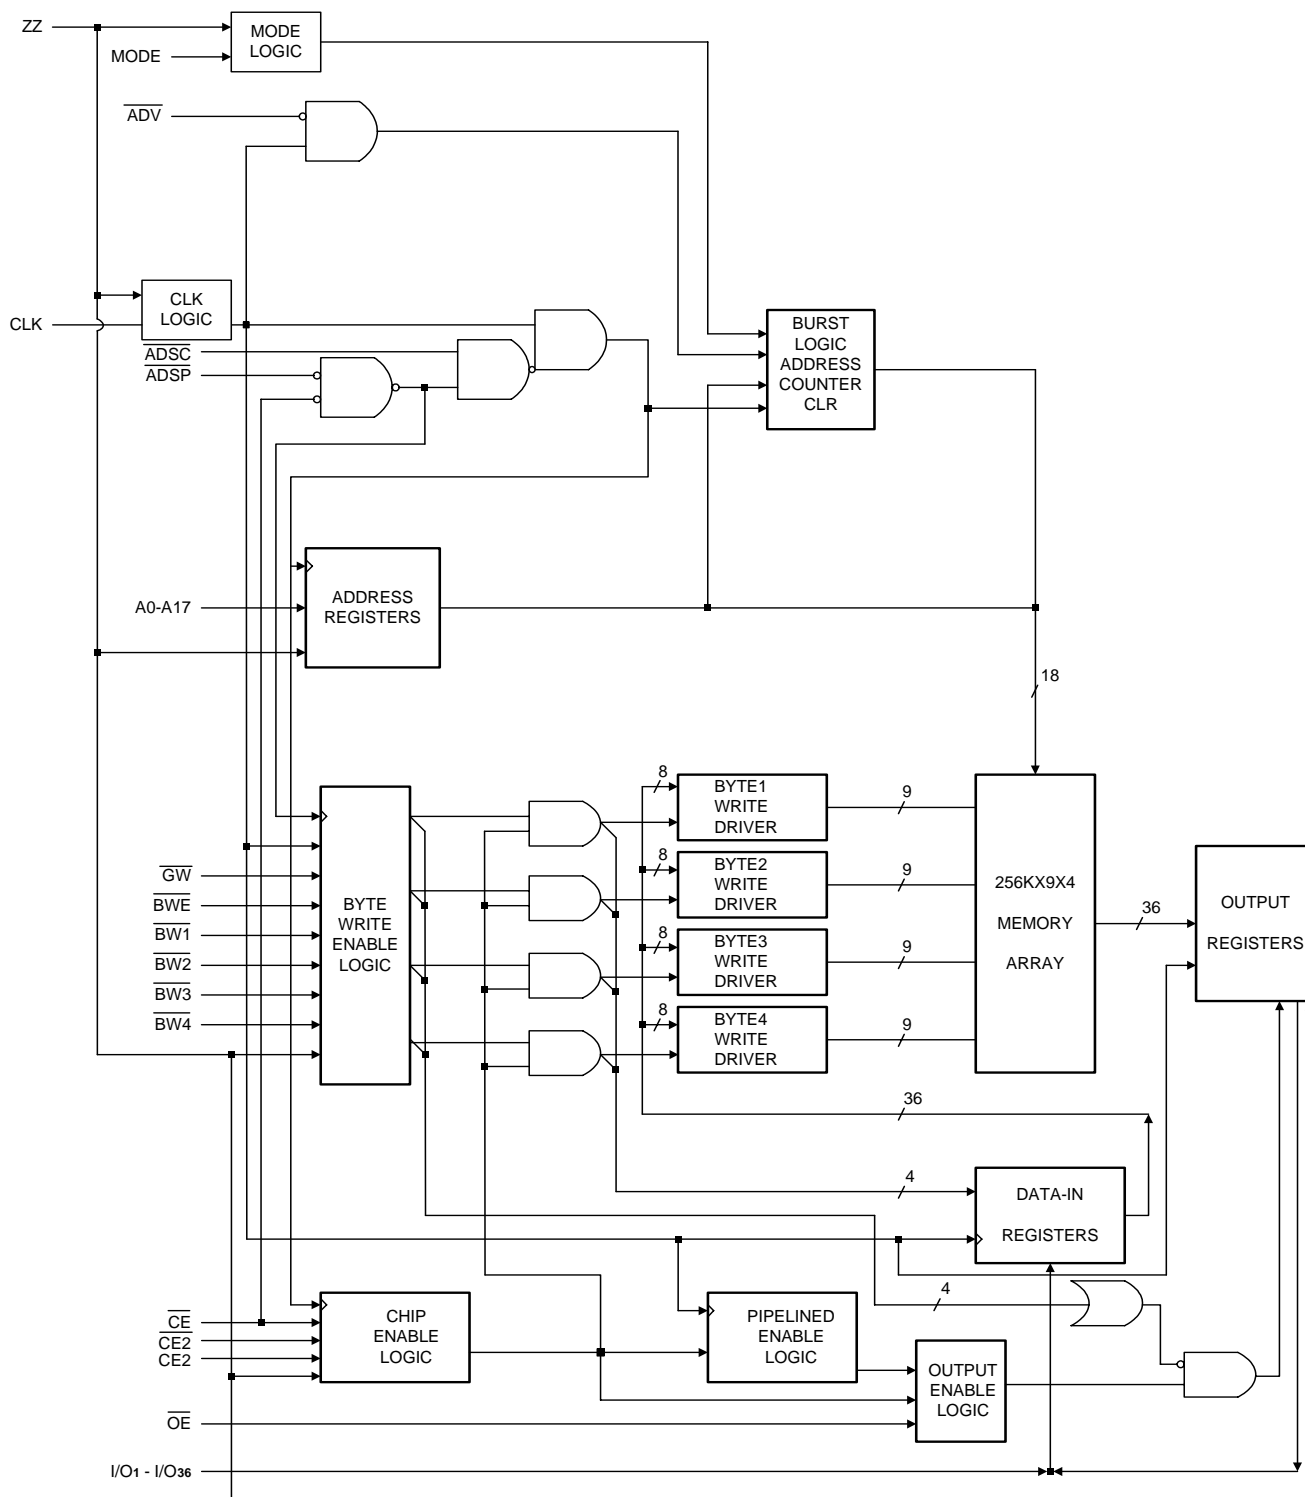 ZZ
MODE
LOGIC
MODE
ADV
CLK
LOGIC
CLK
ADSC
ADSP
BURST
LOGIC
ADDRESS
COUNTER
CLR
A0-A17
ADDRESS
REGISTERS
18
8
BYTE1
WRITE
DRIVER
9
8
BYTE2
WRITE
DRIVER
9
8
BYTE3
WRITE
DRIVER
9
8
BYTE4
WRITE
DRIVER
9
GW
BWE
BW1
BW2
BW3
BW4
BYTE
WRITE
ENABLE
LOGIC
256KX9X4
MEMORY
ARRAY
36
OUTPUT
REGISTERS
36
4
DATA-IN
REGISTERS
4
CE
CE2
CE2
CHIP
ENABLE
LOGIC
PIPELINED
ENABLE
LOGIC
OUTPUT
ENABLE
LOGIC
OE
I/O1 - I/O36